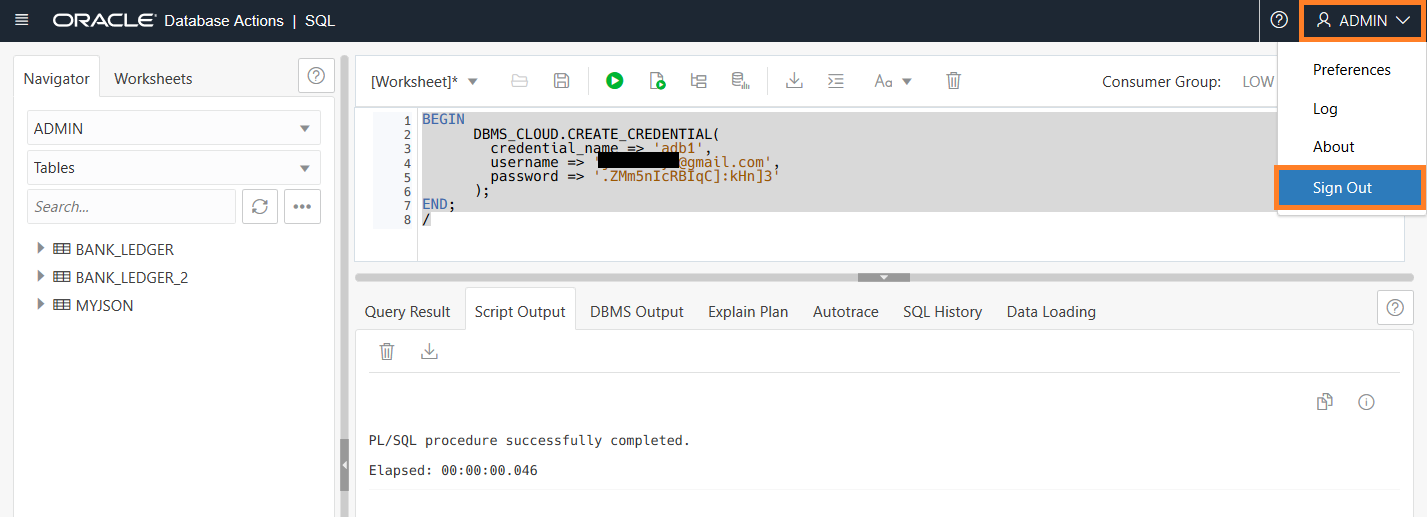 ORACLE Database Actions | SQL
ADMIN
Preferences
Log
About
Sign Out
Navigator
Worksheets
ADMIN
Tables
Search...
BANK_LEDGER
BANK_LEDGER_2
MYJSON
[Worksheet]*
Aa
Consumer Group: LOW
1 BEGIN
2 DBMS_CLOUD.CREATE_CREDENTIAL(
3 credential_name => 'adb1',
4 username => '@gmail.com',
5 password => '.ZMm5nIcRBIqC]:kHn]3'
6 );
7 END;
8 /
Query Result
Script Output
DBMS Output
Explain Plan
Autotrace
SQL History
Data Loading
PL/SQL procedure successfully completed.
Elapsed: 00:00:00.046